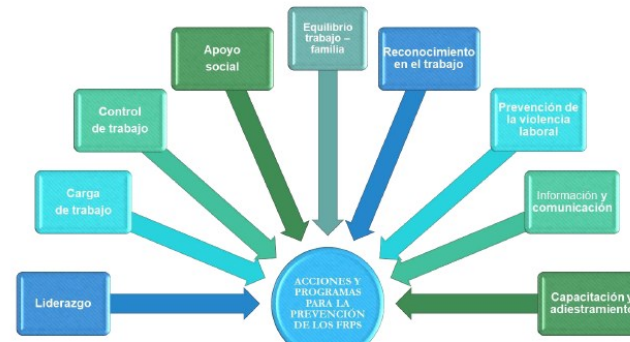 Equilibrio
trabajo –
familia
Apoyo
social
Reconocimiento
en el trabajo
Control
de trabajo
Prevención de
la violencia
laboral
Carga
de trabajo
Información y
comunicación
Liderazgo
ACCIONES Y
PROGRAMAS
PARA LA
PREVENCIÓN
DE LOS FRPS
Capacitación y
adiestramiento